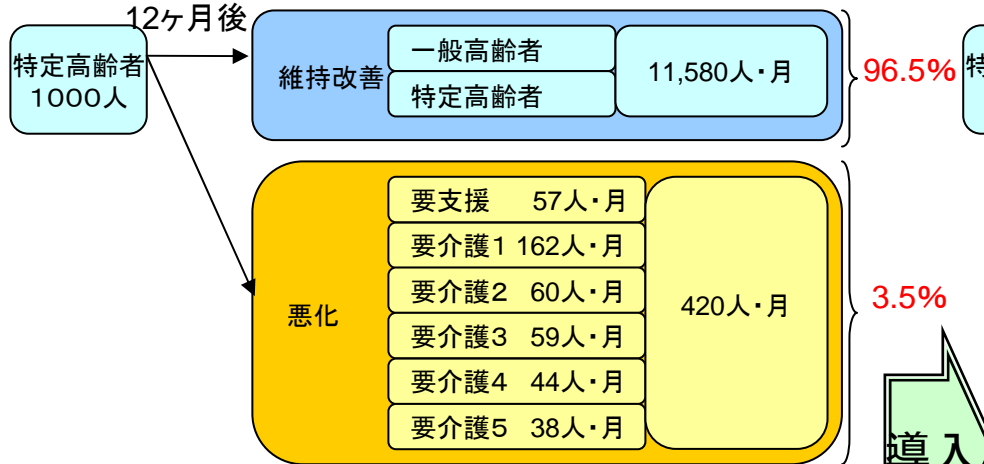 12ヶ月後
特定高齢者
1000人
維持改善
一般高齢者
特定高齢者
11,580人・月
96.5%
特
悪化
要支援 57人・月
要介護1 162人・月
要介護2 60人・月
要介護3 59人・月
要介護4 44人・月
要介護5 38人・月
420人・月
3.5%
導入